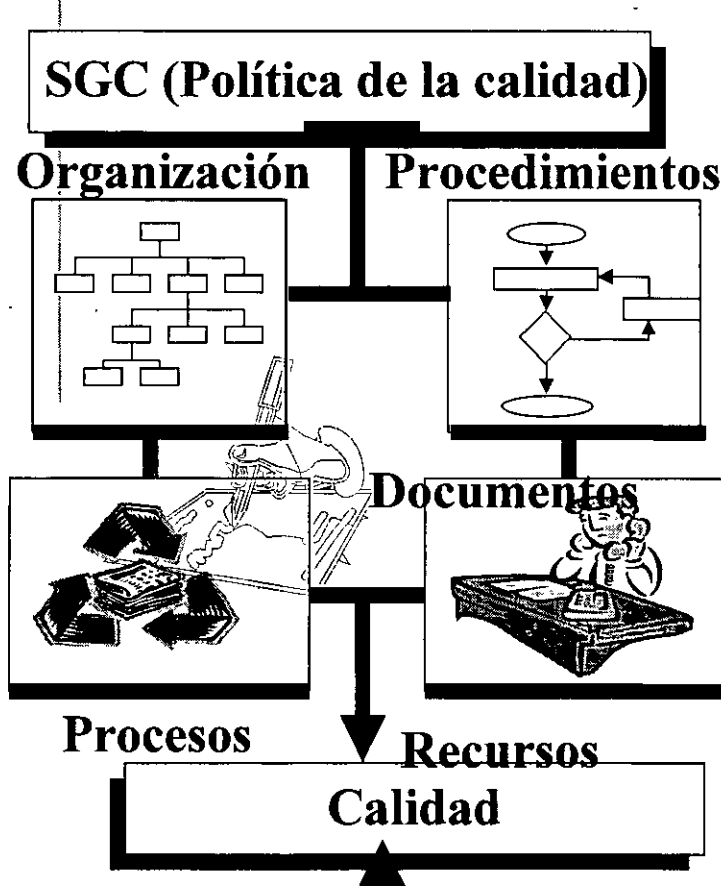 SGC (Política de la calidad)
Organización
Procedimientos
Documentos
Procesos
Recursos
Calidad